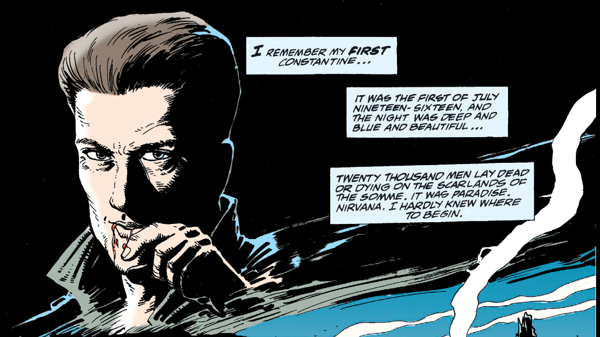 I REMEMBER MY FIRST
CONSTANTINE...
IT WAS THE FIRST OF JULY
NINETEEN-SIXTEEN, AND
THE NIGHT WAS DEEP AND
BLUE AND BEAUTIFUL...
TWENTY THOUSAND MEN LAY DEAD
OR DYING ON THE SCARLANDS OF
THE SOMME. IT WAS PARADISE.
NIRVANA. I HARDLY KNEW WHERE
TO BEGIN.